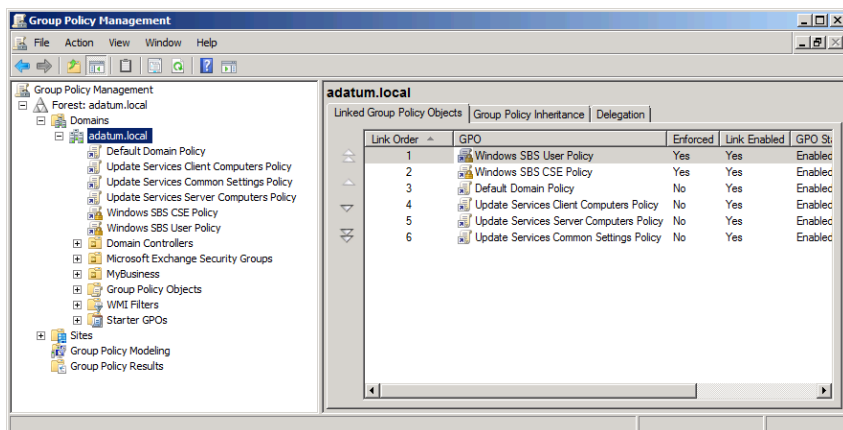 Group Policy Management
File Action View Window Help
Group Policy Management
Forest: adatum.local
Domains
adatum.local
Default Domain Policy
Update Services Client Computers Policy
Update Services Common Settings Policy
Update Services Server Computers Policy
Windows SBS CSE Policy
Windows SBS User Policy
Domain Controllers
Microsoft Exchange Security Groups
MyBusiness
Group Policy Objects
WMI Filters
Starter GPOs
Sites
Group Policy Modeling
Group Policy Results
adatum.local
Linked Group Policy Objects Group Policy Inheritance Delegation
Link Order GPO Enforced Link Enabled GPO St
1 Windows SBS User Policy Yes Yes Enabled
2 Windows SBS CSE Policy Yes Yes Enabled
3 Default Domain Policy No Yes Enabled
4 Update Services Client Computers Policy No Yes Enabled
5 Update Services Server Computers Policy No Yes Enabled
6 Update Services Common Settings Policy No Yes Enabled